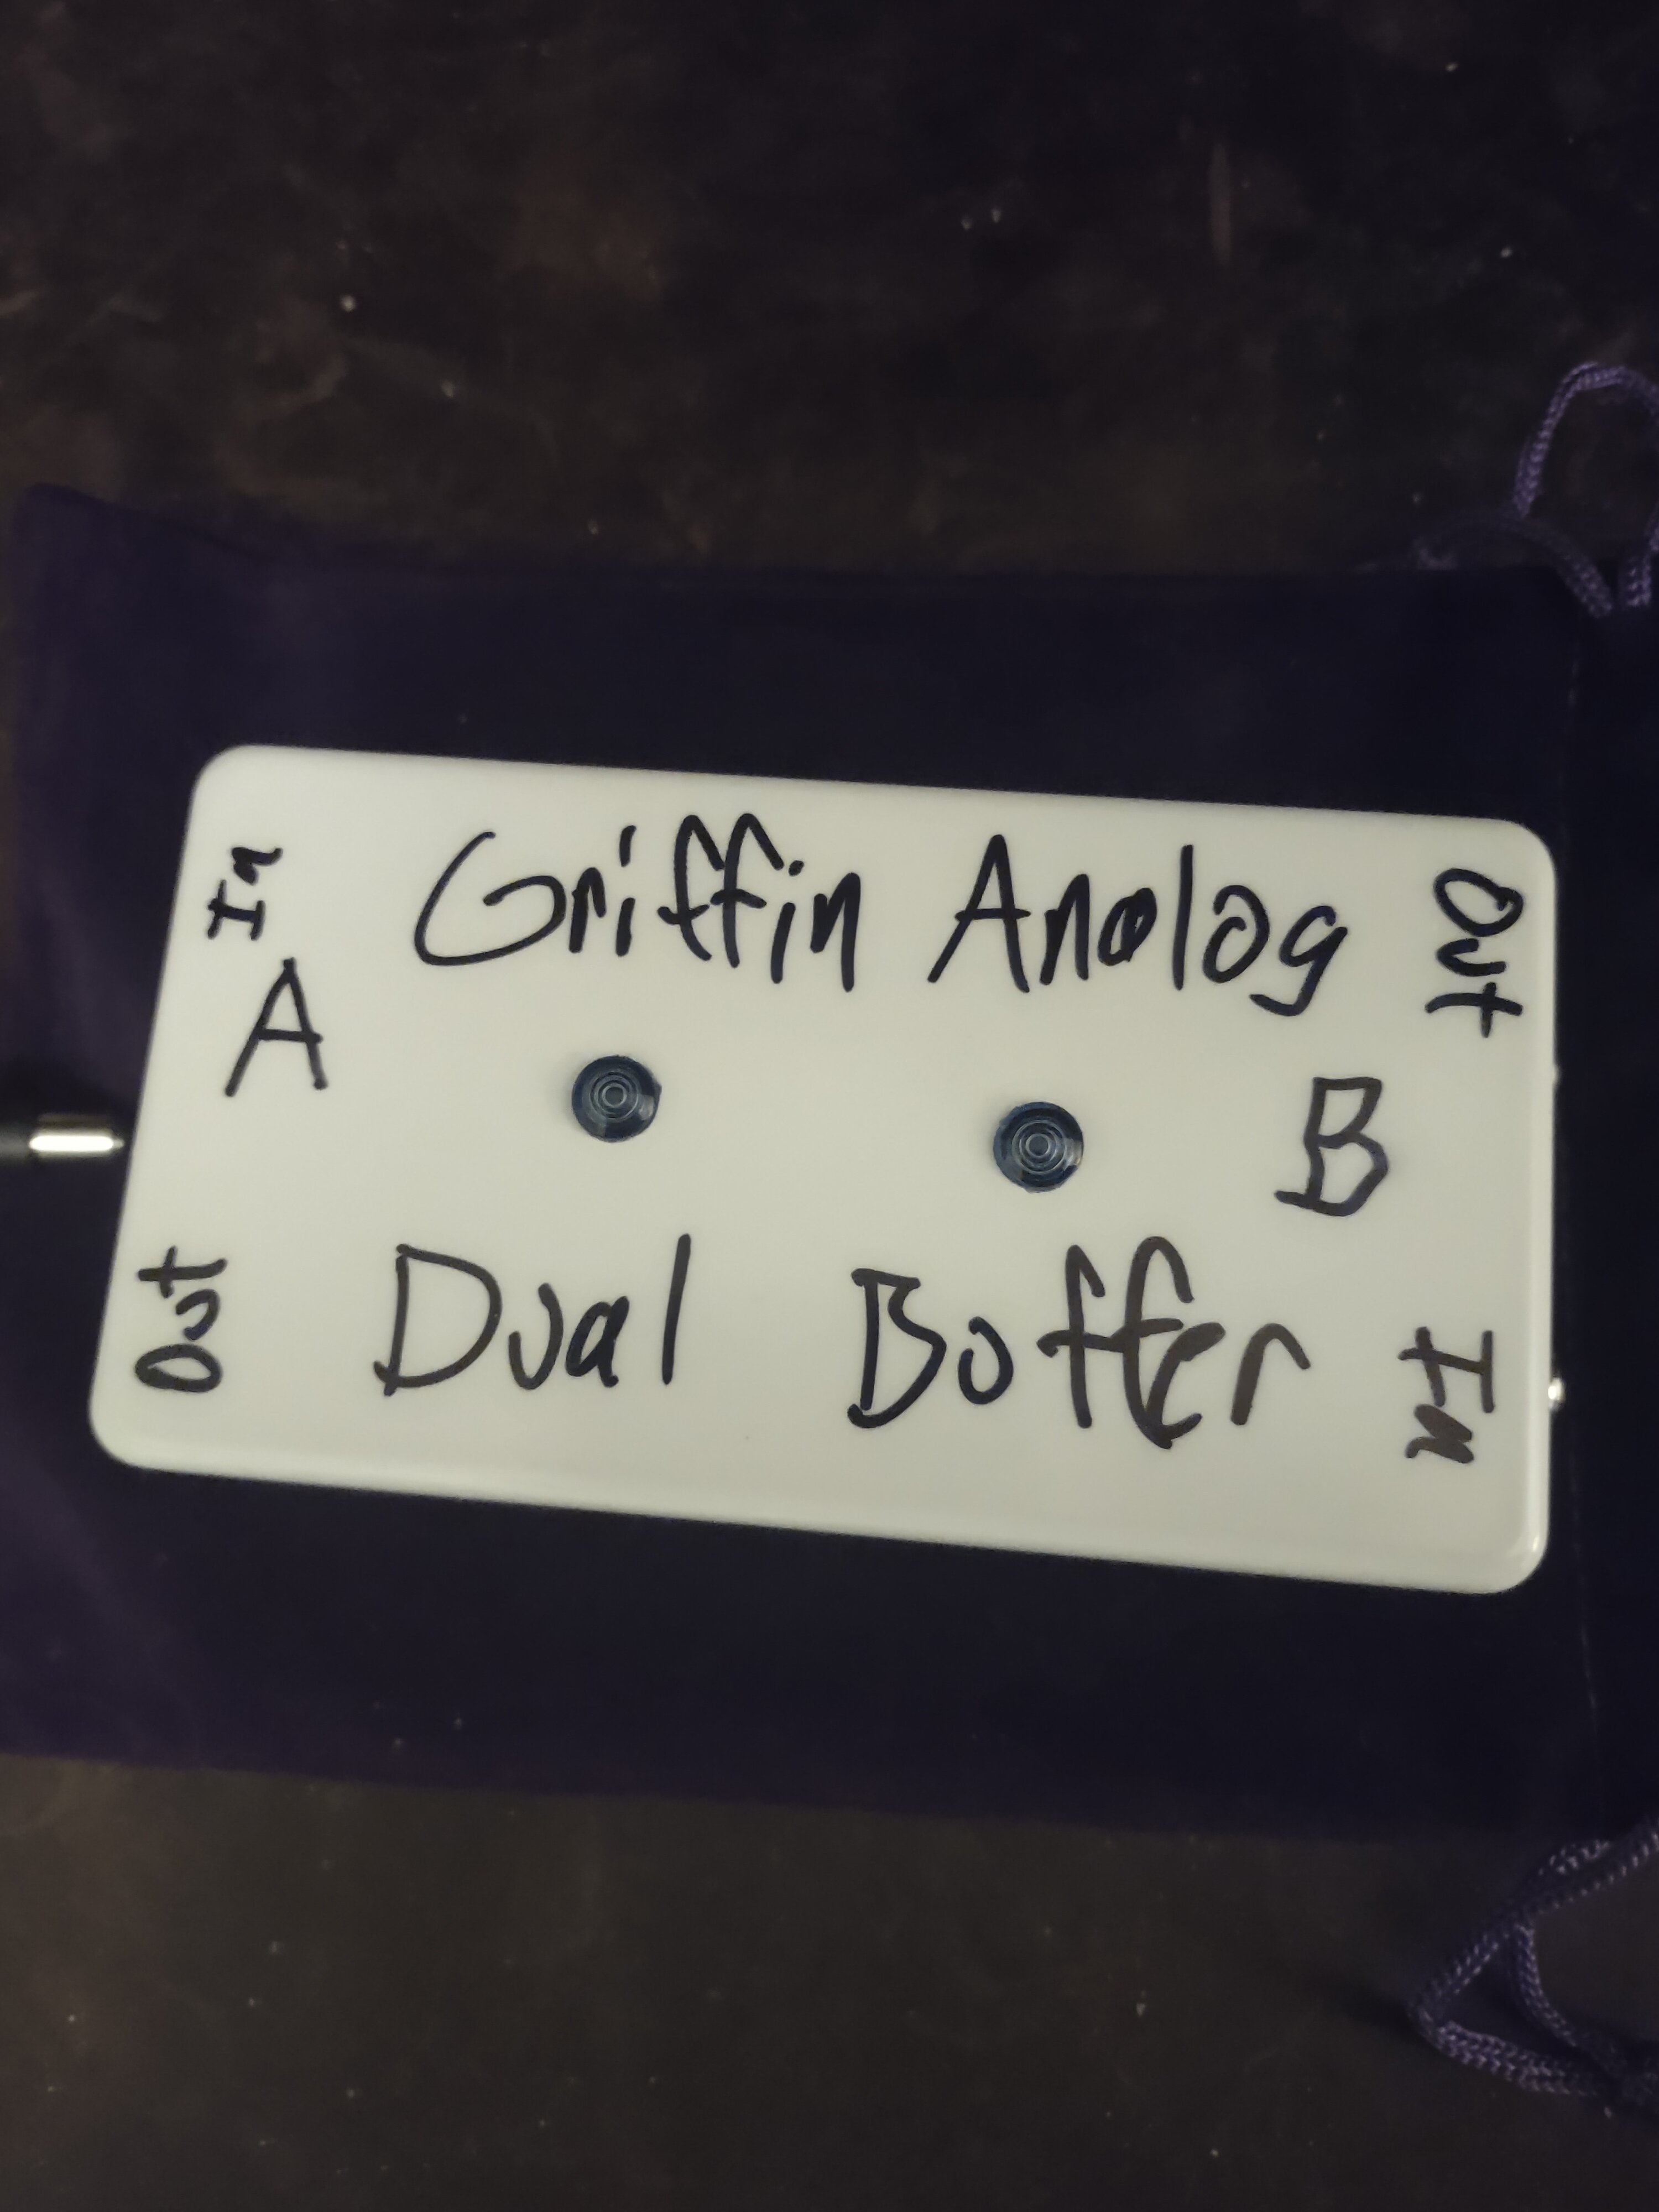 In
Griffin Analog
Out
A
B
Out
Dual Buffer
In